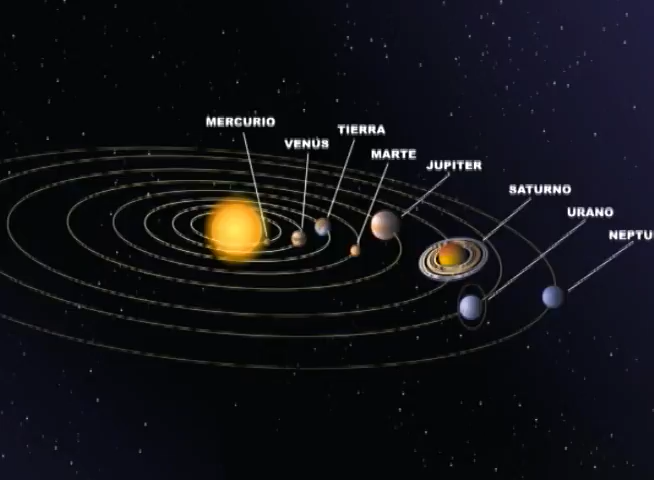 MERCURIO
VENUS
TIERRA
MARTE
JUPITER
SATURNO
URANO
NEPTU